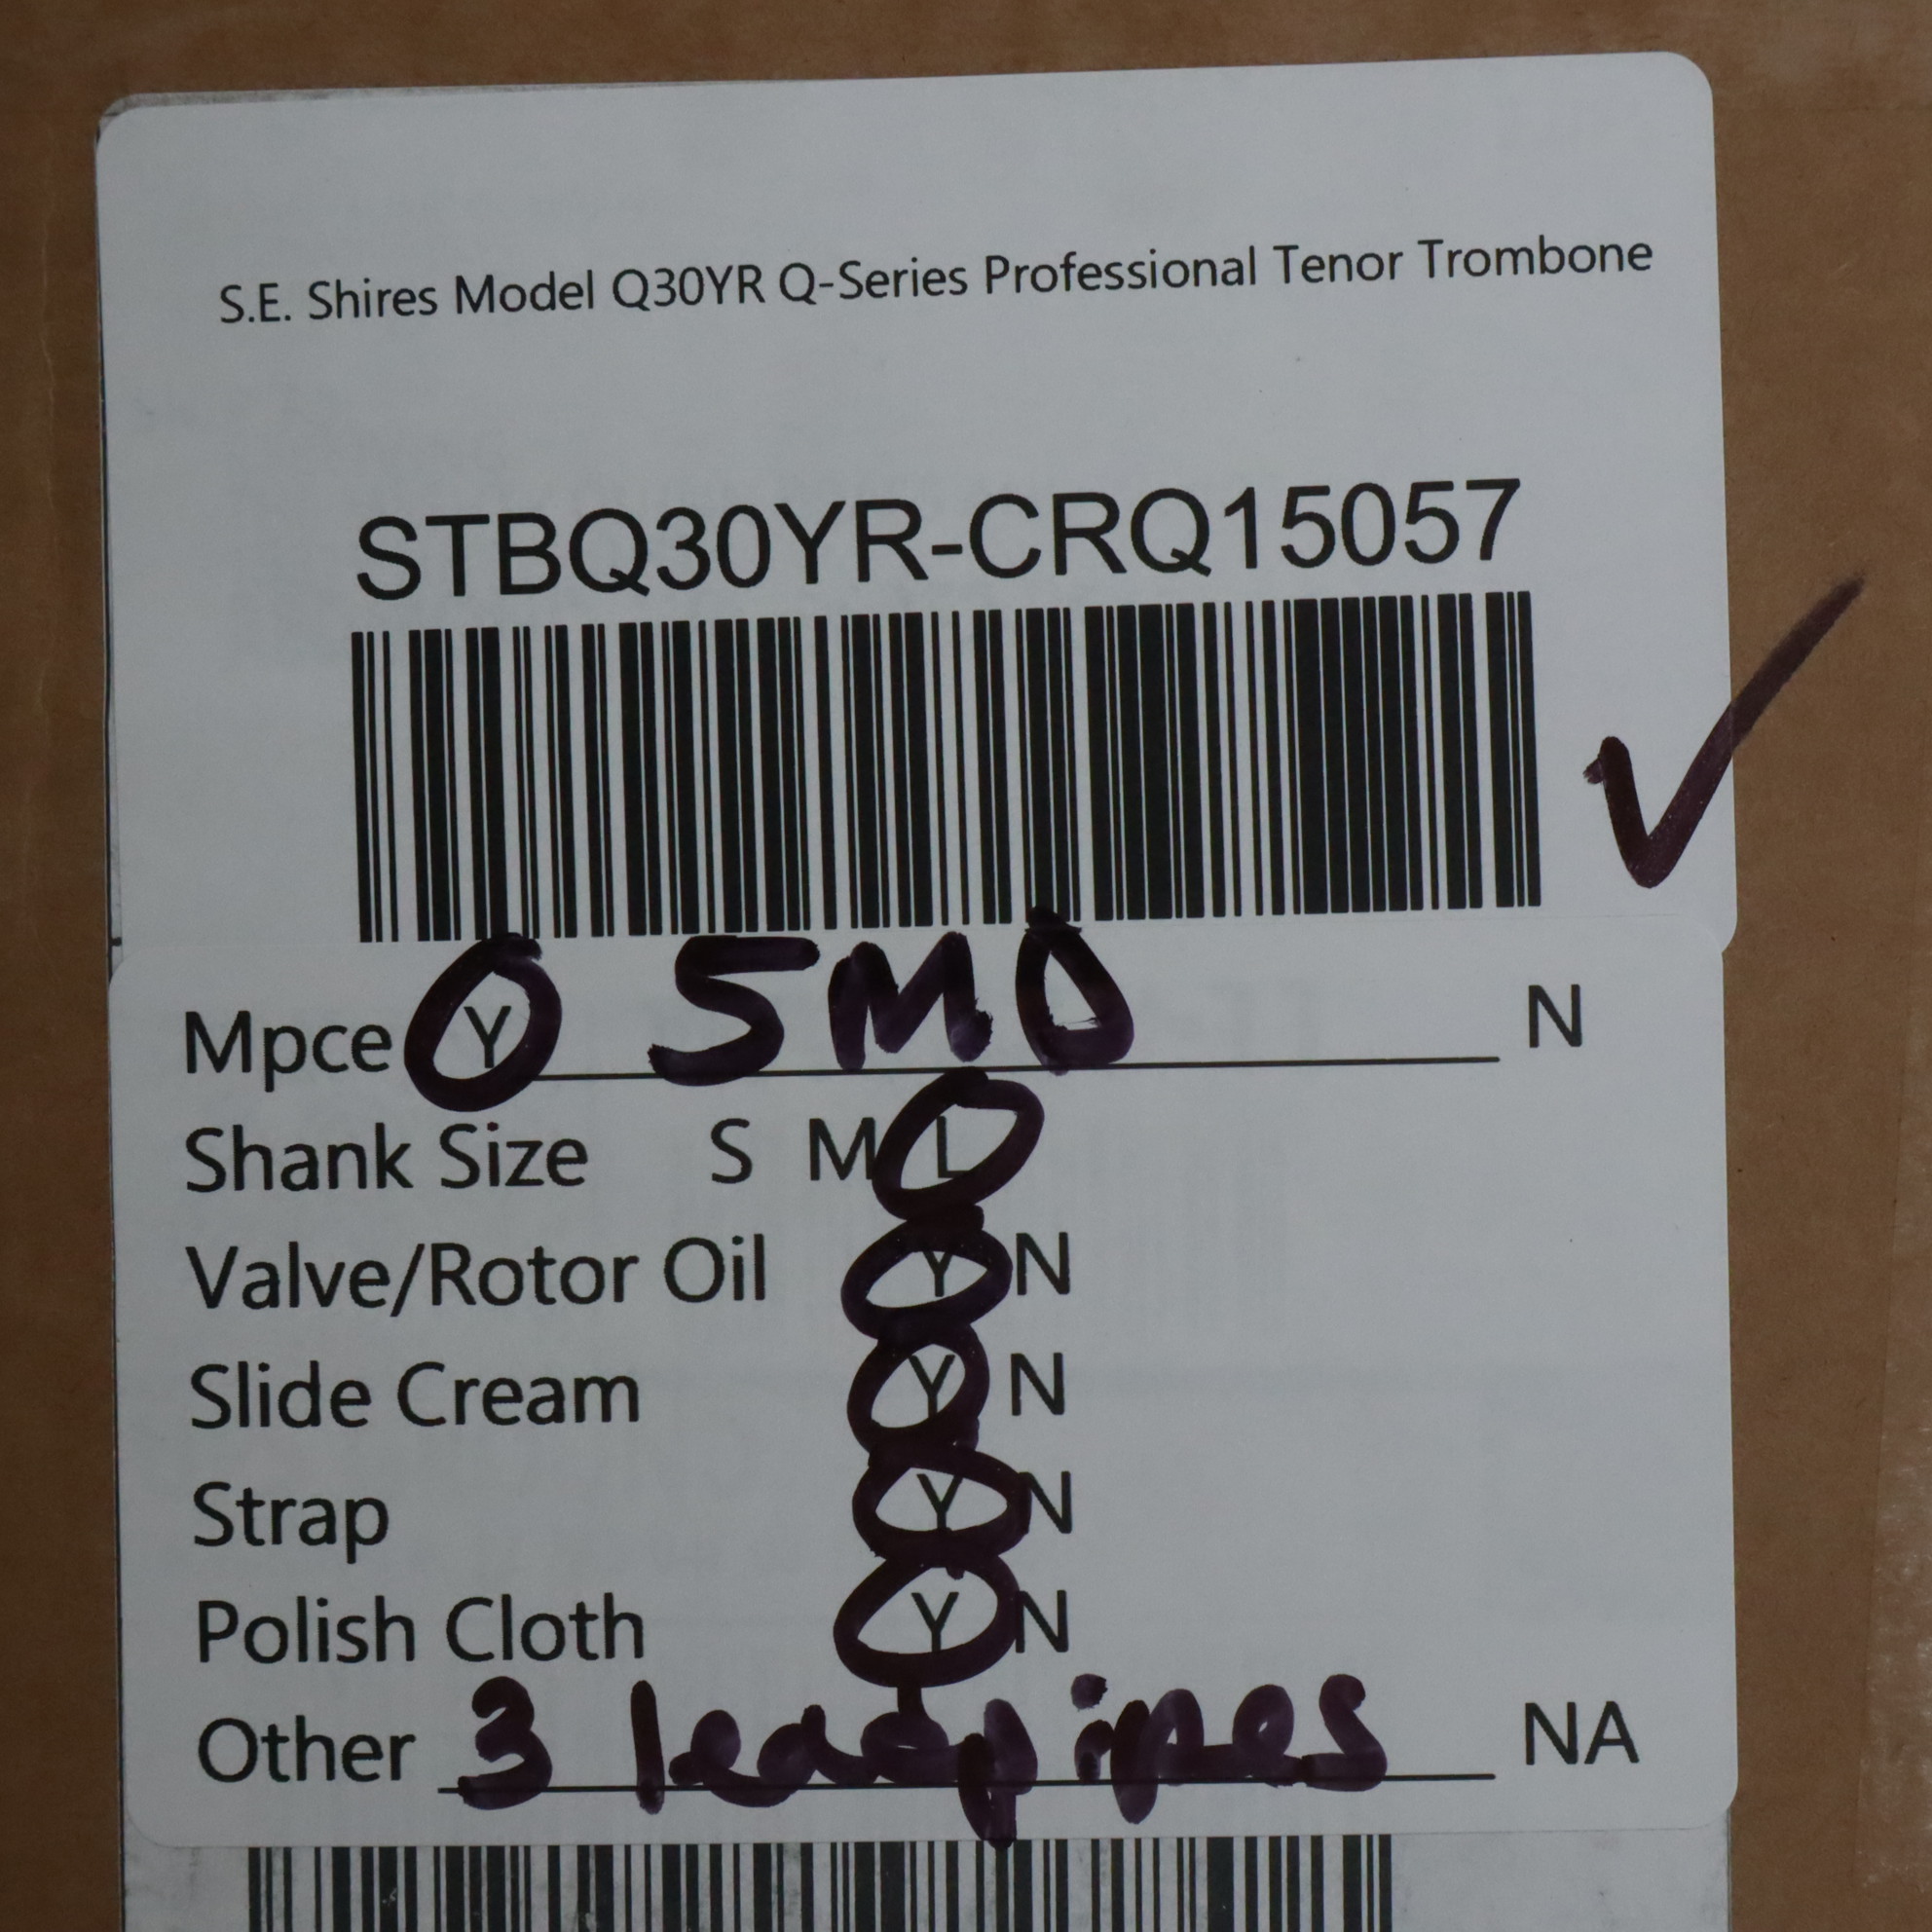 S.E. Shires Model Q30YR Q-Series Professional Tenor Trombone
STBQ30YR-CRQ15057
Mpce Y 5MD N
Shank Size S M L
Valve/Rotor Oil Y N
Slide Cream Y N
Strap Y N
Polish Cloth Y N
Other 3 leadpipes NA